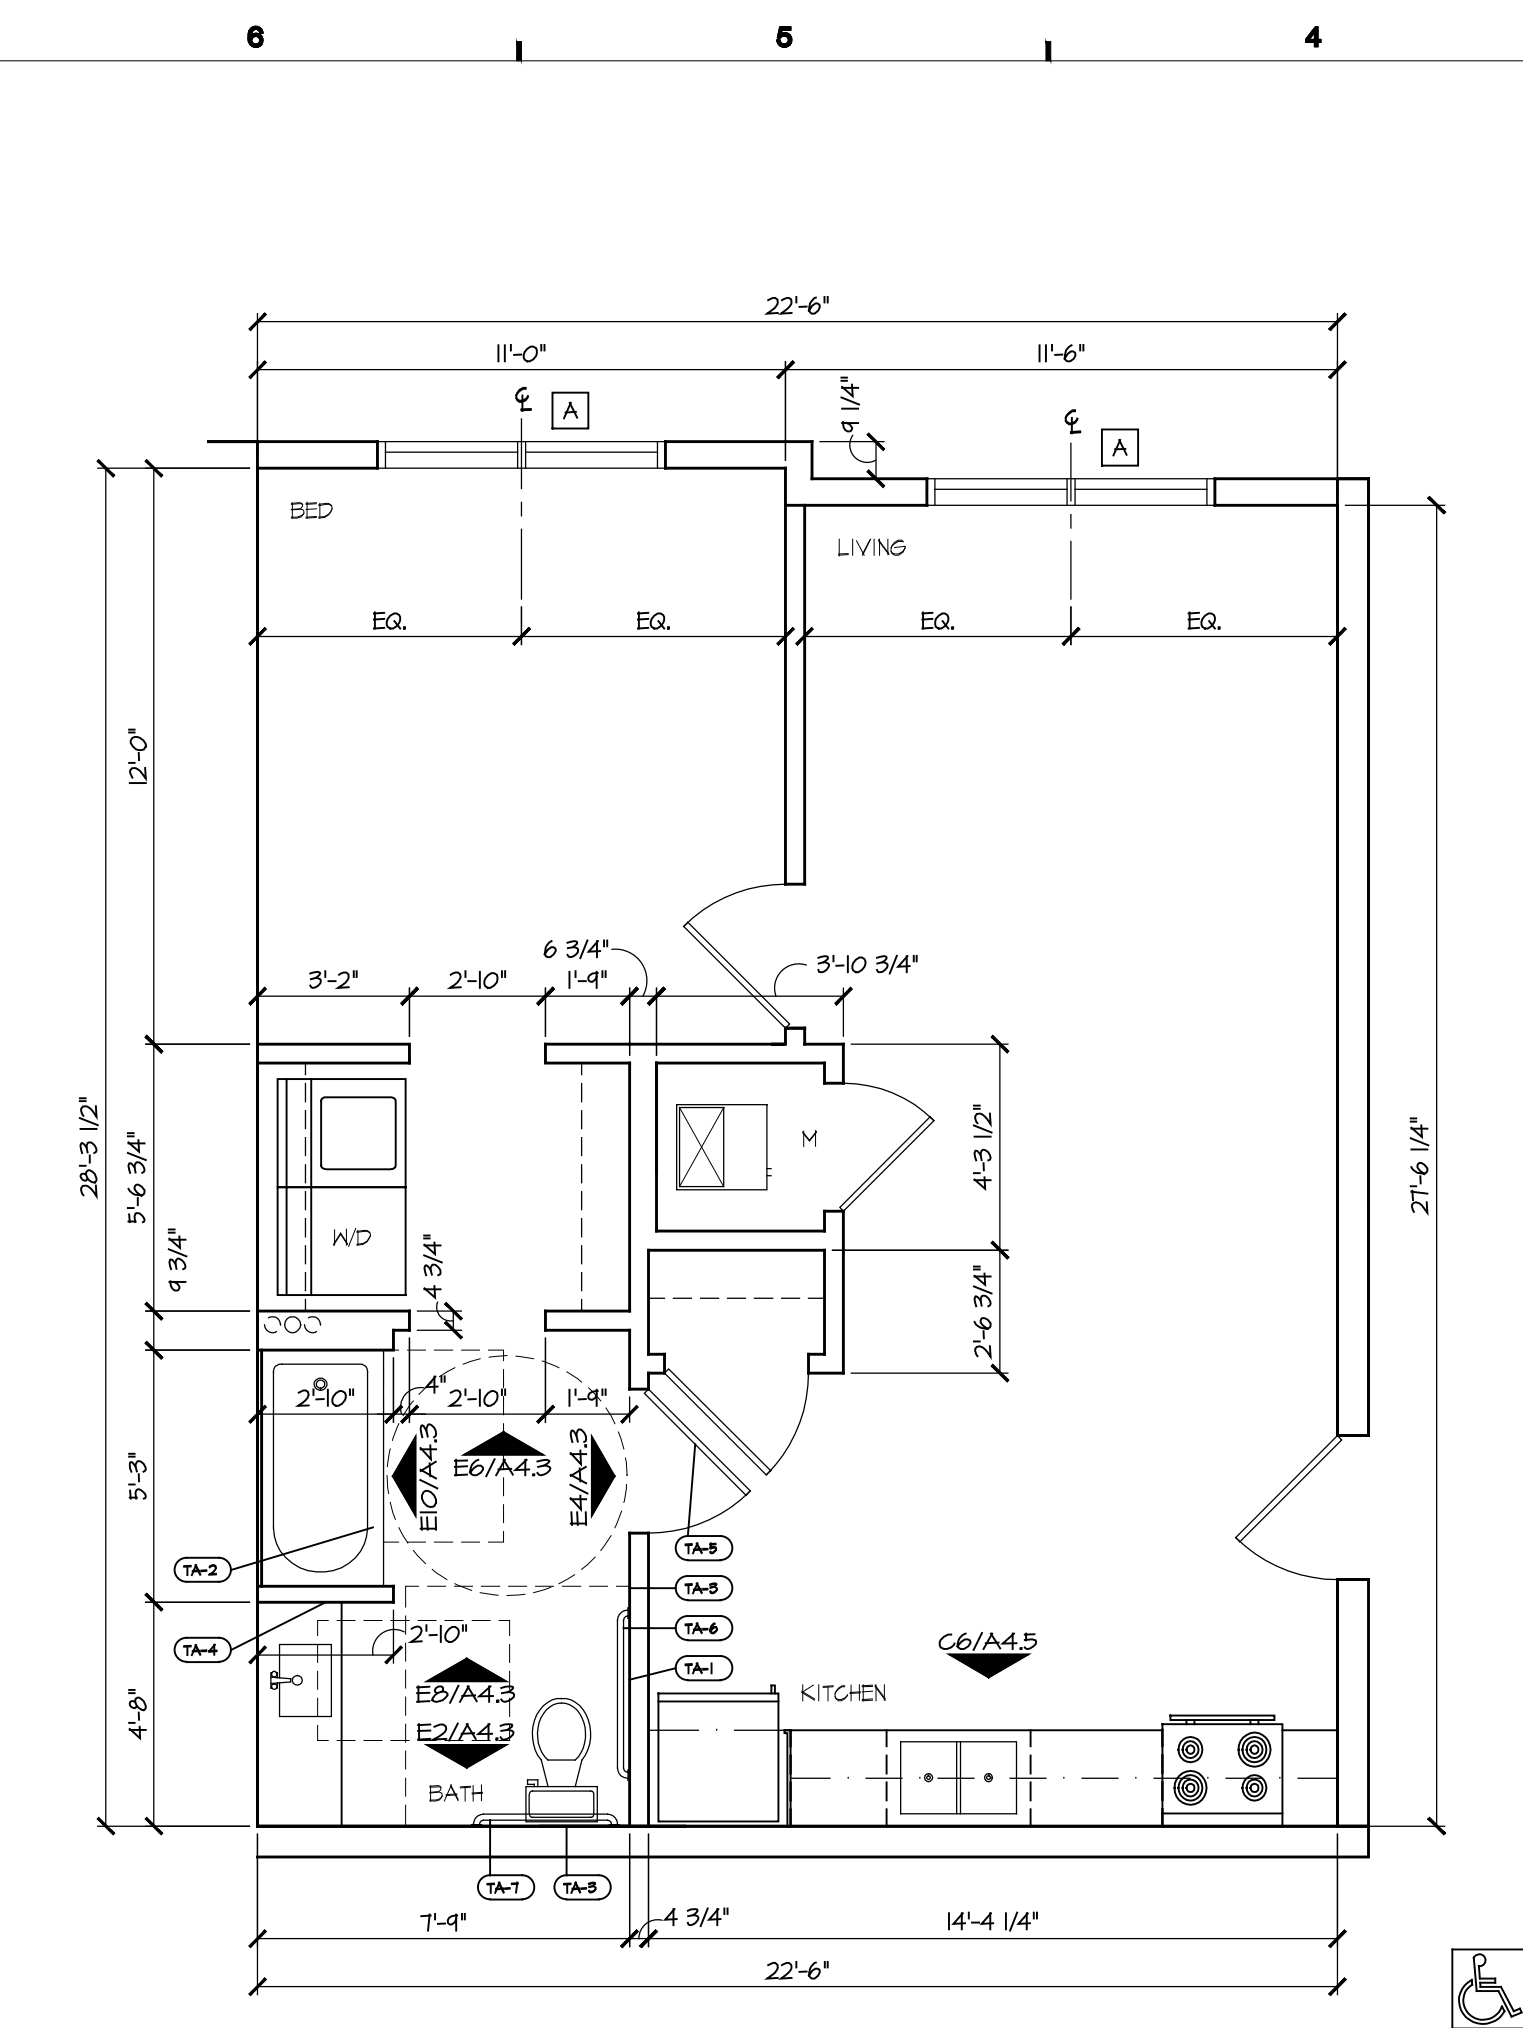 6 5 4
22'-6"
11'-0" 11'-6"
9 1/4"
A
A
BED
LIVING
EQ. EQ. EQ. EQ.
12'-0"
6 3/4"
3'-10 3/4"
3'-2" 2'-10" 1'-9"
28'-3 1/2"
5'-6 3/4"
M
4'-3 1/2"
27'-6 1/4"
9 3/4"
W/D
4 3/4"
2'-6 3/4"
4"
2'-10" 2'-10" 1'-9"
5'-3"
E10/A4.3
E6/A4.3
E4/A4.3
TA-5
TA-2
TA-3
TA-6
TA-4
2'-10"
C6/A4.5
TA-1
4'-8"
E8/A4.3
KITCHEN
E2/A4.3
BATH
TA-7 TA-3
7'-9" 4 3/4" 14'-4 1/4"
22'-6"